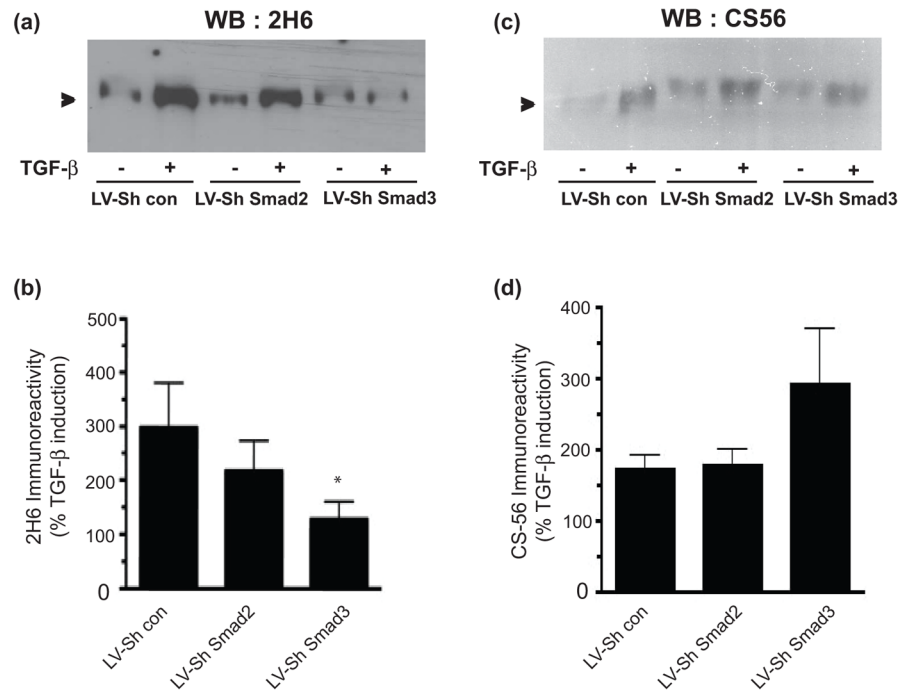 (a)
WB : 2H6
TGF-β - + - + - +
LV-Sh con LV-Sh Smad2 LV-Sh Smad3
(c)
WB : CS56
TGF-β - + - + - +
LV-Sh con LV-Sh Smad2 LV-Sh Smad3
(b)
2H6 Immunoreactivity
(% TGF-β induction)
500
400
300
200
100
0
*
LV-Sh con
LV-Sh Smad2
LV-Sh Smad3
(d)
CS-56 Immunoreactivity
(% TGF-β induction)
400
300
200
100
0
LV-Sh con
LV-Sh Smad2
LV-Sh Smad3